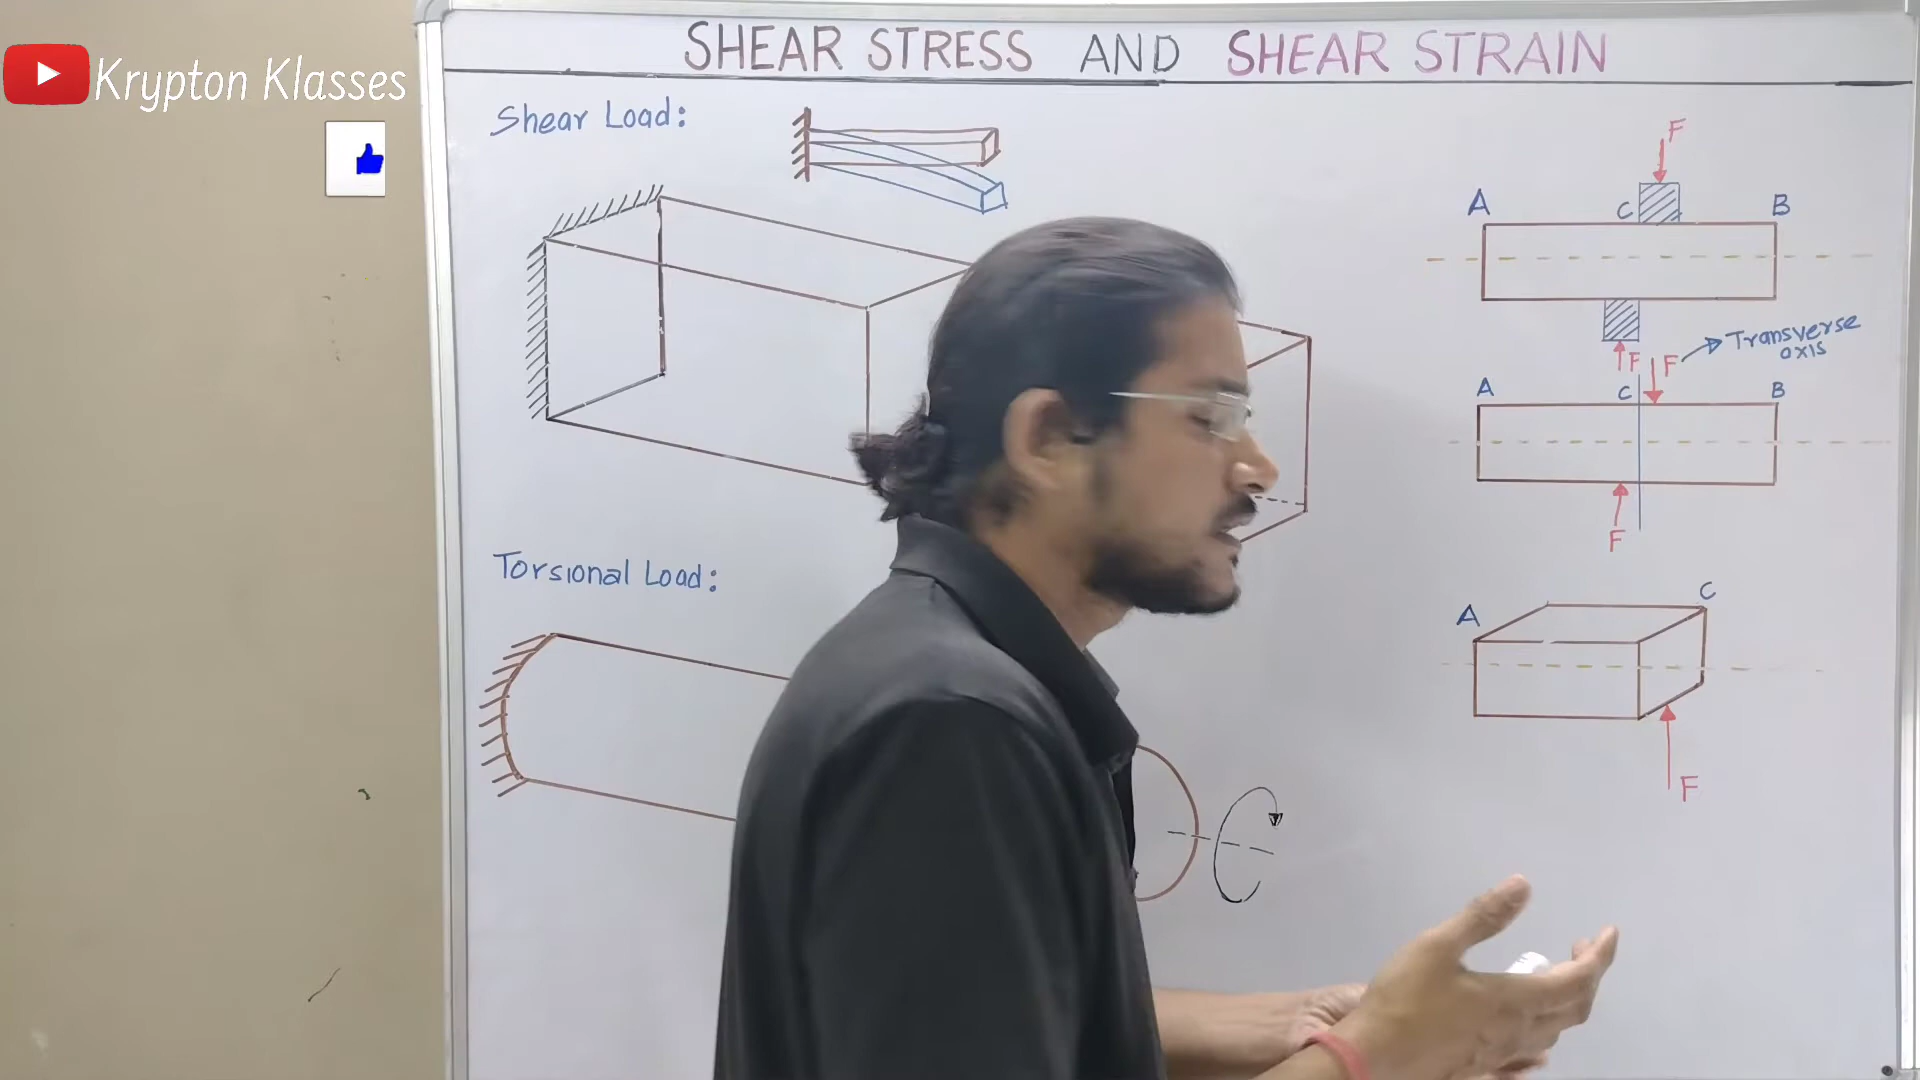 SHEAR STRESS AND SHEAR STRAIN
Krypton Klasses
Shear Load:
F
A
C
B
F
F
Transverse
axis
A
C
B
F
Torsional Load:
C
A
F